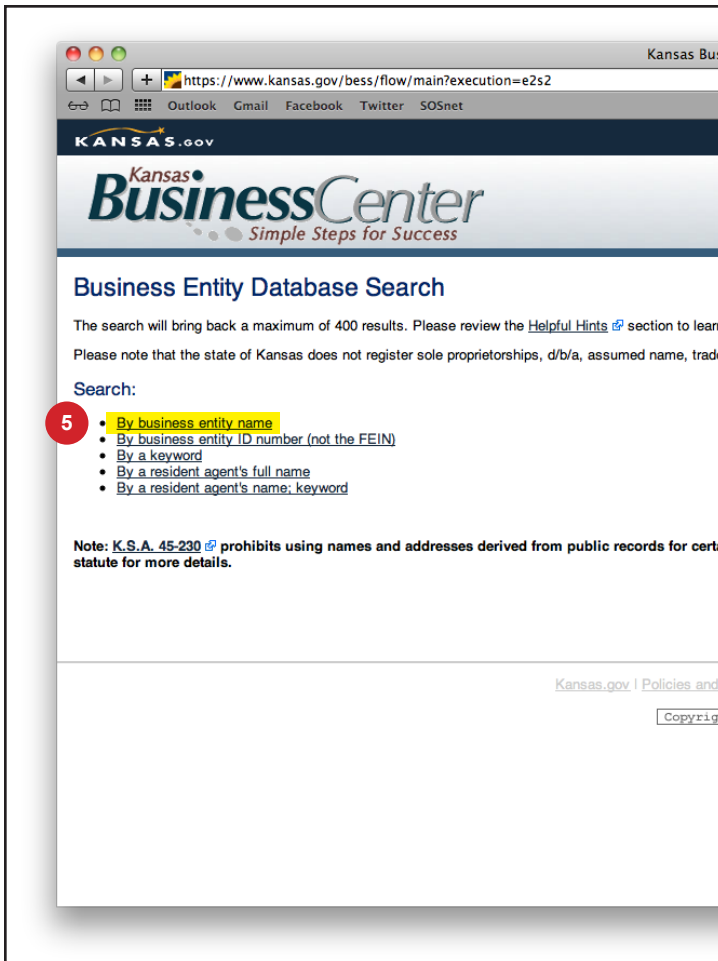 Kansas Bus
https://www.kansas.gov/bess/flow/main?execution=e2s2
Outlook Gmail Facebook Twitter SOSnet
KANSAS.GOV
Kansas
BusinessCenter
Simple Steps for Success
Business Entity Database Search
The search will bring back a maximum of 400 results. Please review the Helpful Hints section to lear
Please note that the state of Kansas does not register sole proprietorships, d/b/a, assumed name, trad
Search:
5
• By business entity name
• By business entity ID number (not the FEIN)
• By a keyword
• By a resident agent's full name
• By a resident agent's name; keyword
Note: K.S.A. 45-230 prohibits using names and addresses derived from public records for certa
statute for more details.
Kansas.gov | Policies and
Copyrig